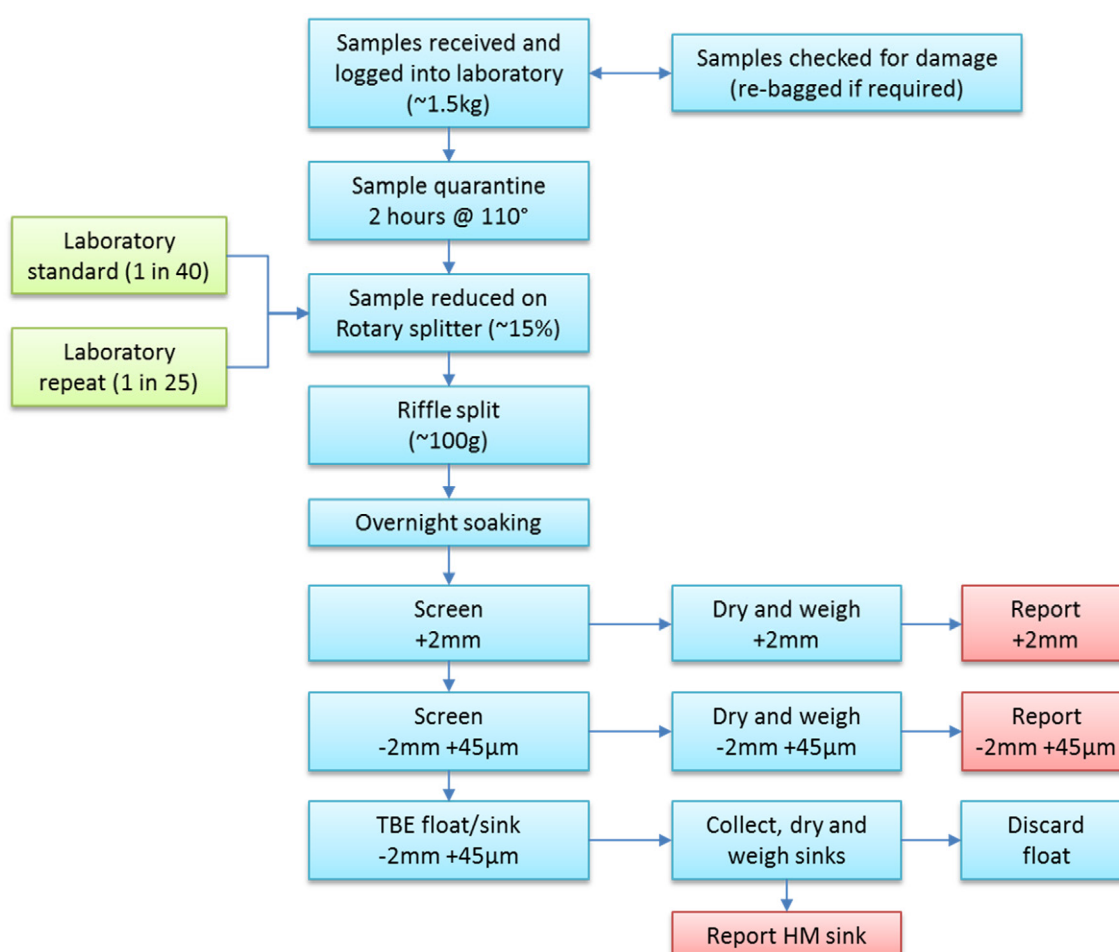 Samples received and
logged into laboratory
(~1.5kg)
Samples checked for damage
(re-bagged if required)
Sample quarantine
2 hours @ 110°
Laboratory
standard (1 in 40)
Sample reduced on
Rotary splitter (~15%)
Laboratory
repeat (1 in 25)
Riffle split
(~100g)
Overnight soaking
Screen
+2mm
Dry and weigh
+2mm
Report
+2mm
Screen
-2mm +45µm
Dry and weigh
-2mm +45µm
Report
-2mm +45µm
TBE float/sink
-2mm +45µm
Collect, dry and
weigh sinks
Discard
float
Report HM sink